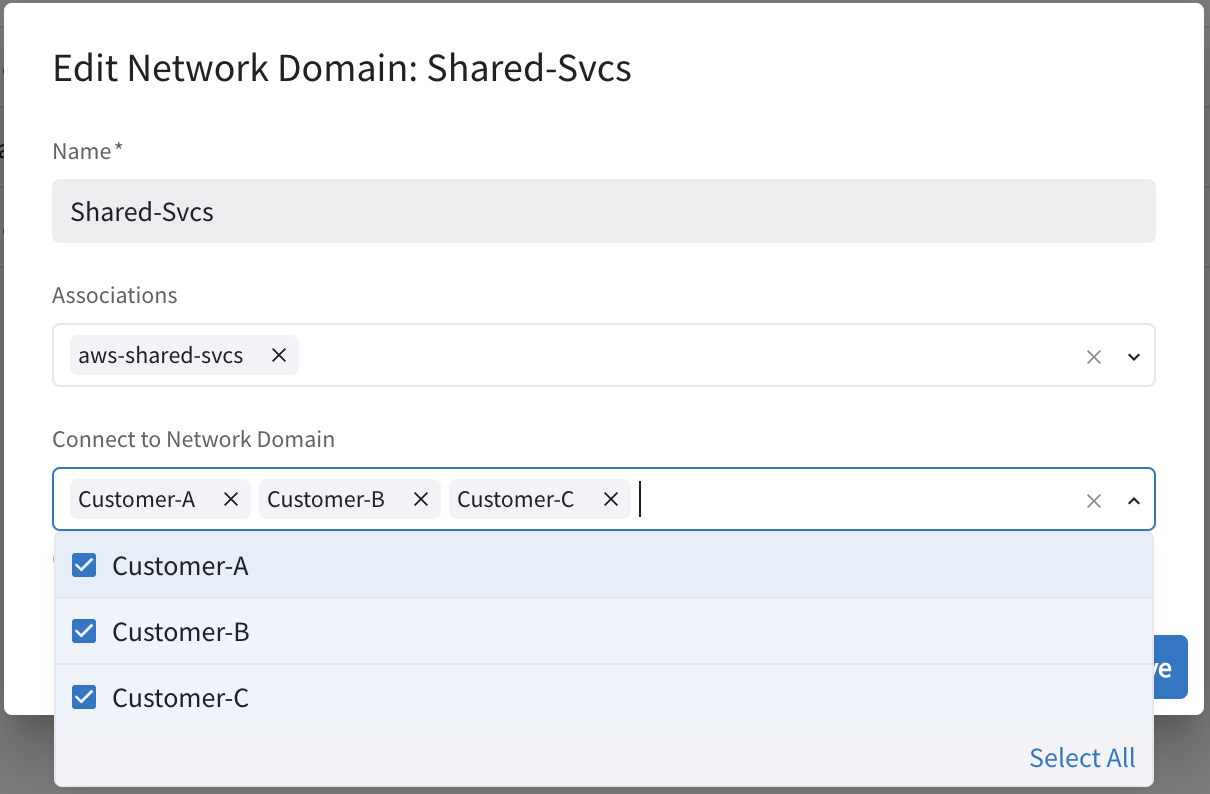 Edit Network Domain: Shared-Svcs
Name*
Shared-Svcs
Associations
aws-shared-svcs
Connect to Network Domain
Customer-A Customer-B Customer-C
Customer-A
Customer-B
Customer-C
Select All